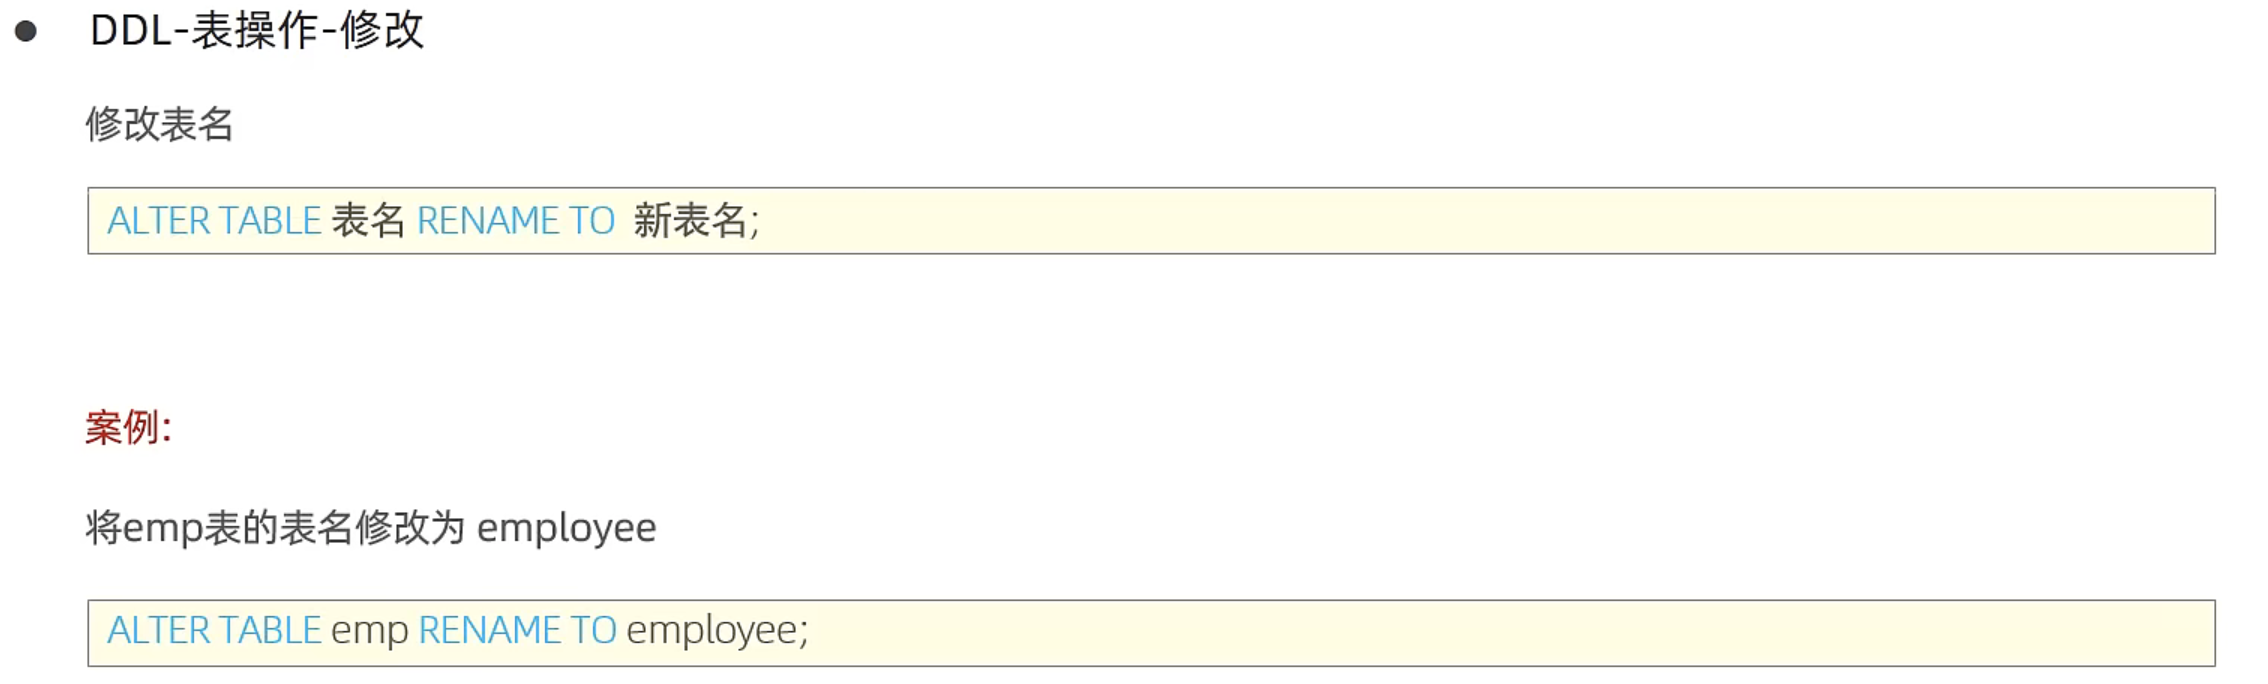 ● DDL-表操作-修改
修改表名
ALTER TABLE 表名 RENAME TO 新表名;
案例:
将emp表的表名修改为 employee
ALTER TABLE emp RENAME TO employee;